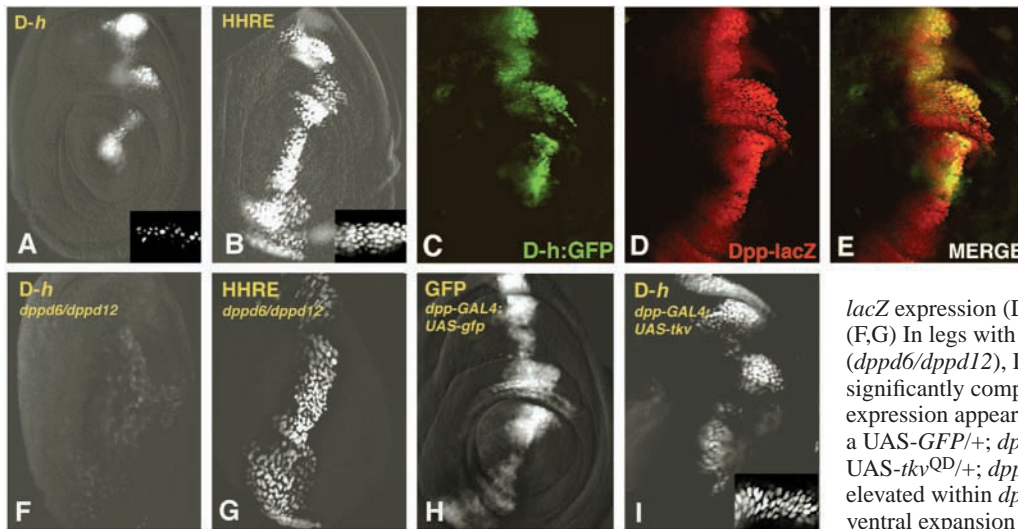 D-h
A
HHRE
B
C
D-h:GFP
D
Dpp-lacZ
E
MERGE
D-h
dppd6/dppd12
F
HHRE
dppd6/dppd12
G
GFP
dpp-GAL4;
UAS-gfp
H
D-h
dpp-GAL4;
UAS-tkv
I
lacZ expression (D
(F,G) In legs with
(dppd6/dppd12),
significantly comp
expression appear
a UAS-GFP/+; dp
UAS-tkvQD/+; dpp
elevated within dp
ventral expansion